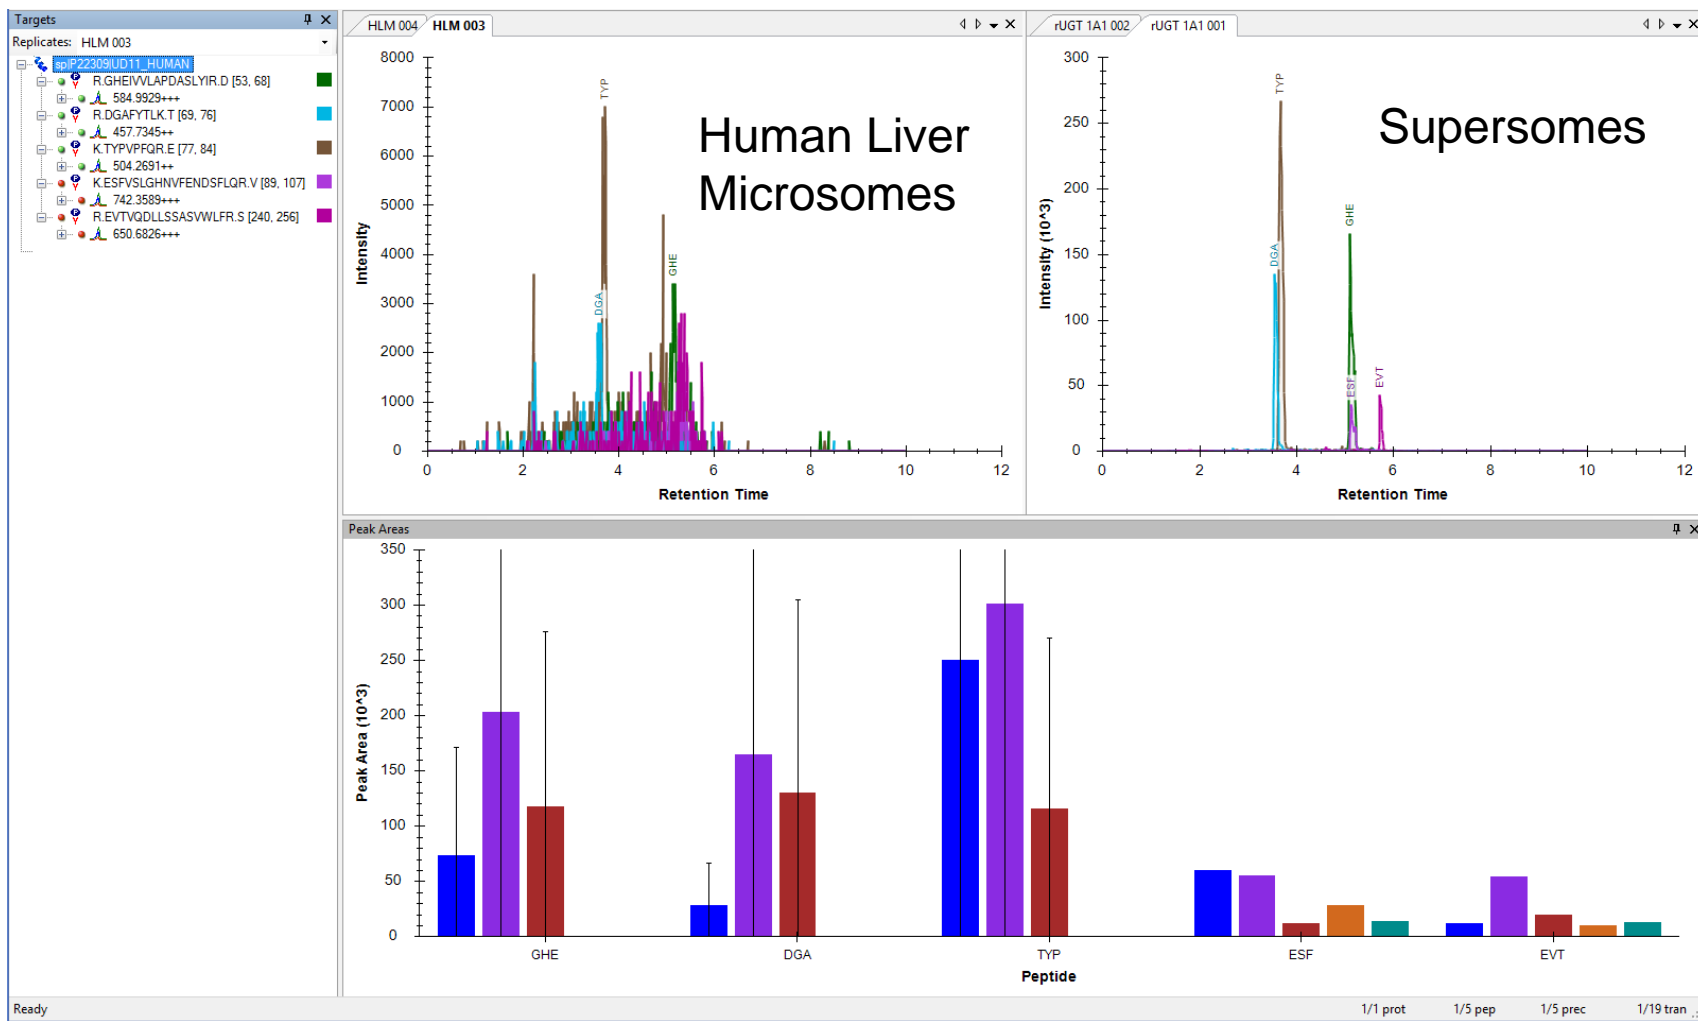 Targets
Replicates: HLM 003
sp|P22309|UD11_HUMAN
R.GHEIVVLAPDASLYIR.D [53, 68]
584.9929+++
R.DGAFYTLK.T [69, 76]
457.7345++
K.TYPVPFQR.E [77, 84]
504.2691++
K.ESFVSLGHNVFENDSFLQR.V [89, 107]
742.3589+++
R.EVTVQDLLSSASVWLFR.S [240, 256]
650.6826+++
HLM 004 HLM 003
Human Liver
Microsomes
8000
7000
6000
5000
4000
3000
2000
1000
0
Intensity
TYP
GHE
DGA
0 2 4 6 8 10 12
Retention Time
rUGT 1A1 002 rUGT 1A1 001
Supersomes
300
250
200
150
100
50
0
Intensity (10^3)
TYP
GHE
DGA
ESF
EVT
0 2 4 6 8 10 12
Retention Time
Peak Areas
350
300
250
200
150
100
50
0
Peak Area (10^3)
GHE DGA TYP ESF EVT
Peptide
Ready 1/1 prot 1/5 pep 1/5 prec 1/19 tran